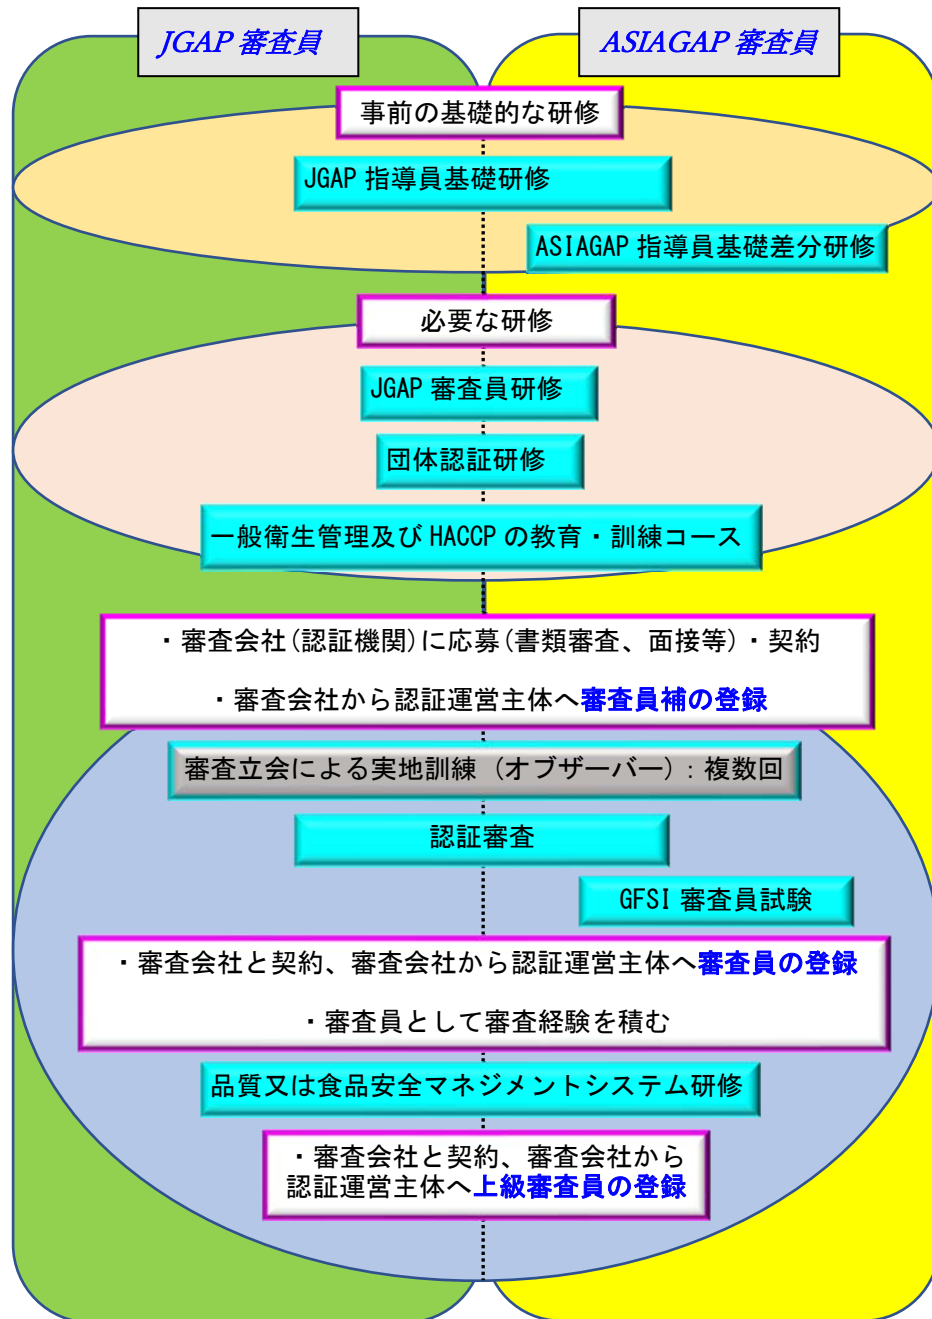 JGAP 審査員
ASIAGAP 審査員
事前の基礎的な研修
JGAP 指導員基礎研修
ASIAGAP 指導員基礎差分研修
必要な研修
JGAP 審査員研修
団体認証研修
一般衛生管理及び HACCP の教育・訓練コース
・審査会社(認証機関)に応募(書類審査、面接等)・契約
・審査会社から認証運営主体へ審査員補の登録
審査立会による実地訓練 (オブザーバー):複数回
認証審査
GFSI 審査員試験
・審査会社と契約、審査会社から認証運営主体へ審査員の登録
・審査員として審査経験を積む
品質又は食品安全マネジメントシステム研修
・審査会社と契約、審査会社から
認証運営主体へ上級審査員の登録